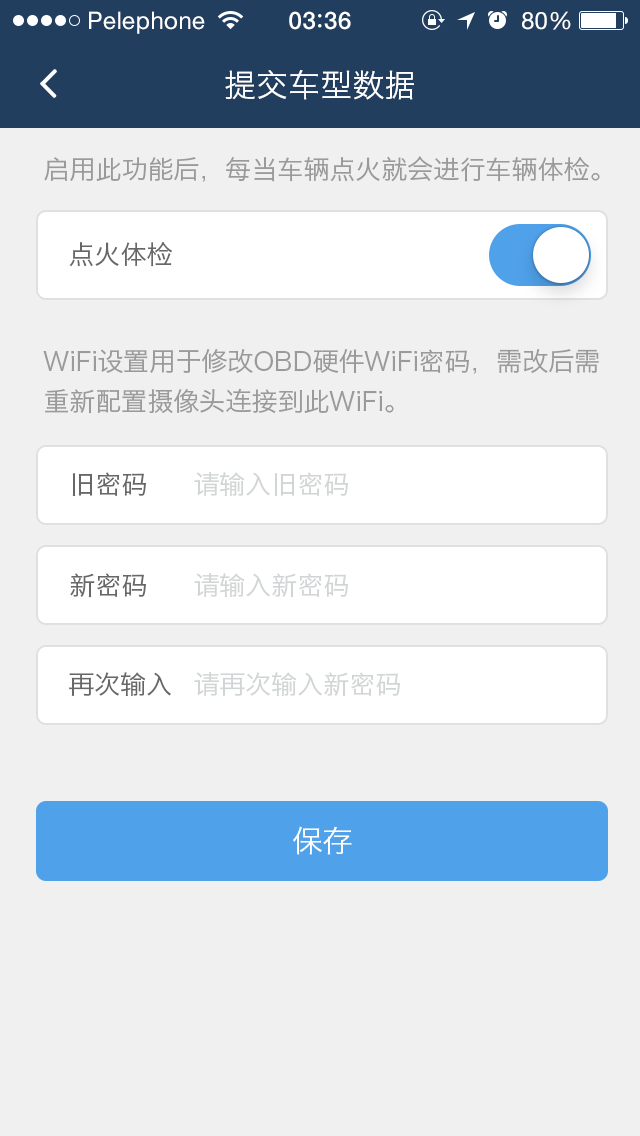 Pelephone 03:36 80%
提交车型数据
启用此功能后,每当车辆点火就会进行车辆体检。
点火体检
WiFi设置用于修改OBD硬件WiFi密码,需改后需
重新配置摄像头连接到此WiFi。
旧密码 请输入旧密码
新密码 请输入新密码
再次输入 请再次输入新密码
保存